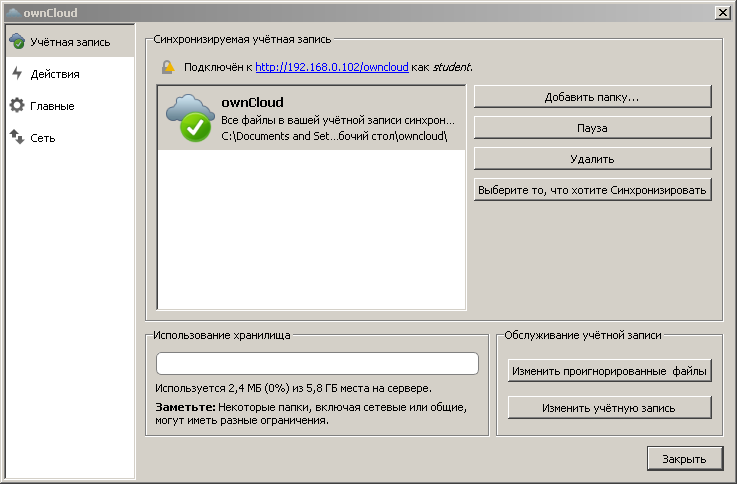 ownCloud
Учётная запись
Действия
Главные
Сеть
Синхронизируемая учётная запись
Подключён к http://192.168.0.102/owncloud как student.
ownCloud
Все файлы в вашей учётной записи синхрон...
C:\Documents and Set...бочий стол\owncloud\
Добавить папку...
Пауза
Удалить
Выберите то, что хотите Синхронизировать
Использование хранилища
Используется 2,4 МБ (0%) из 5,8 ГБ места на сервере.
Заметьте: Некоторые папки, включая сетевые или общие,
могут иметь разные ограничения.
Обслуживание учётной записи
Изменить проигнорированные файлы
Изменить учётную запись
Закрыть